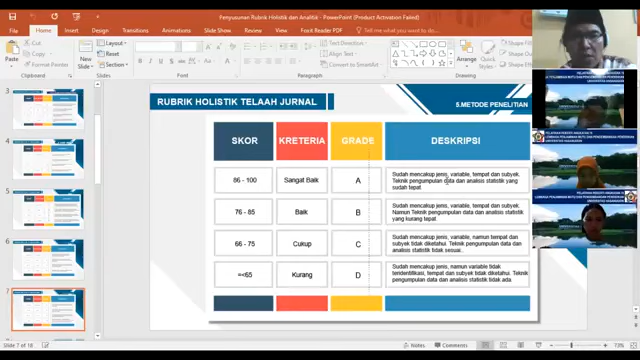 Penyusunan Rubrik Holistik dan Analitik - PowerPoint (Product Activation Failed)
File Home Insert Design Transitions Animations Slide Show Review View Foxit Reader PDF Tell me what you want to do...
Paste
Cut
Copy
Format Painter
Clipboard
New Slide
Layout
Reset
Section
Slides
Font
Text Direction
Align Text
Convert to SmartArt
Paragraph
Arrange
Quick Styles
Drawing
Shape Fill
Shape Outline
Shape Effects
3
4
5
6
7
RUBRIK HOLISTIK TELAAH JURNAL
5.METODE PENELITIAN
SKOR KRETERIA GRADE DESKRIPSI
86 - 100 Sangat Baik A
Sudah mencakup jenis, variable, tempat dan subyek.
Teknik pengumpulan data dan analisis statistik yang
sudah tepat
76 - 85 Baik B
Sudah mencakup jenis, variable, tempat dan subyek.
Namun Teknik pengumpulan data dan analisis statistik
yang kurang tepat
66 - 75 Cukup C
Sudah mencakup jenis, variable, namun tempat dan
subyek tidak diketahui. Teknik pengumpulan data dan
analisis statistik tidak sesuai.
=<65 Kurang D
Sudah mencakup jenis, namun variable tidak
teridentifikasi, tempat dan subyek tidak diketahui. Teknik
pengumpulan data dan analisis statistik tidak ada.
Slide 7 of 18
Notes
Comments
73%